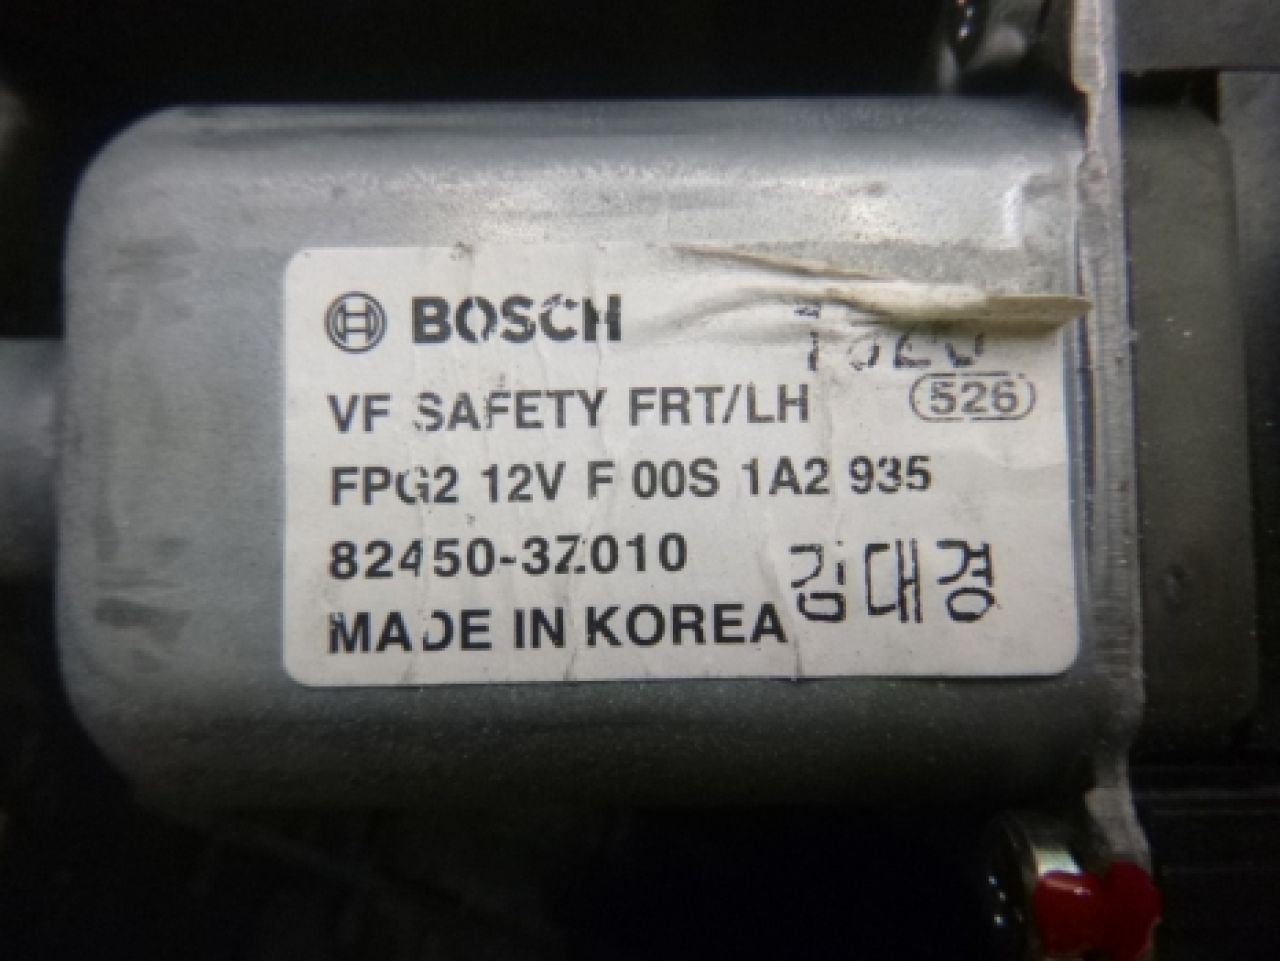 BOSCH
VF SAFETY FRT/LH 526
FPG2 12V F 00S 1A2 935
82450-3Z010
MADE IN KOREA 김대경